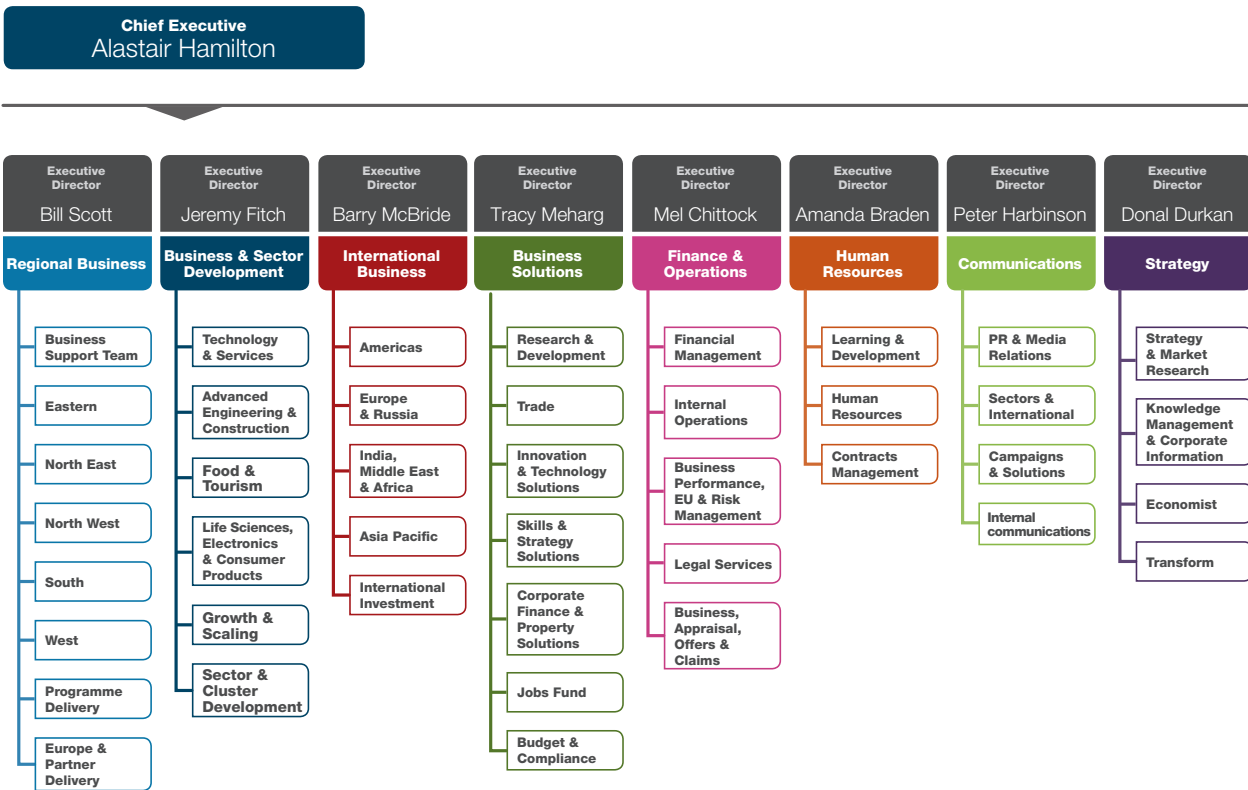 Chief Executive
Alastair Hamilton
Executive
Director
Bill Scott
Regional Business
Business
Support Team
Eastern
North East
North West
South
West
Programme
Delivery
Europe &
Partner
Delivery
Executive
Director
Jeremy Fitch
Business & Sector
Development
Technology
& Services
Advanced
Engineering &
Construction
Food &
Tourism
Life Sciences,
Electronics
& Consumer
Products
Growth &
Scaling
Sector &
Cluster
Development
Executive
Director
Barry McBride
International
Business
Americas
Europe
& Russia
India,
Middle East
& Africa
Asia Pacific
International
Investment
Executive
Director
Tracy Meharg
Business
Solutions
Research &
Development
Trade
Innovation
& Technology
Solutions
Skills &
Strategy
Solutions
Corporate
Finance &
Property
Solutions
Jobs Fund
Budget &
Compliance
Executive
Director
Mel Chittock
Finance &
Operations
Financial
Management
Internal
Operations
Business
Performance,
EU & Risk
Management
Legal Services
Business,
Appraisal,
Offers &
Claims
Executive
Director
Amanda Braden
Human
Resources
Learning &
Development
Human
Resources
Contracts
Management
Executive
Director
Peter Harbinson
Communications
PR & Media
Relations
Sectors &
International
Campaigns
& Solutions
Internal
communications
Executive
Director
Donal Durkan
Strategy
Strategy
& Market
Research
Knowledge
Management
& Corporate
Information
Economist
Transform